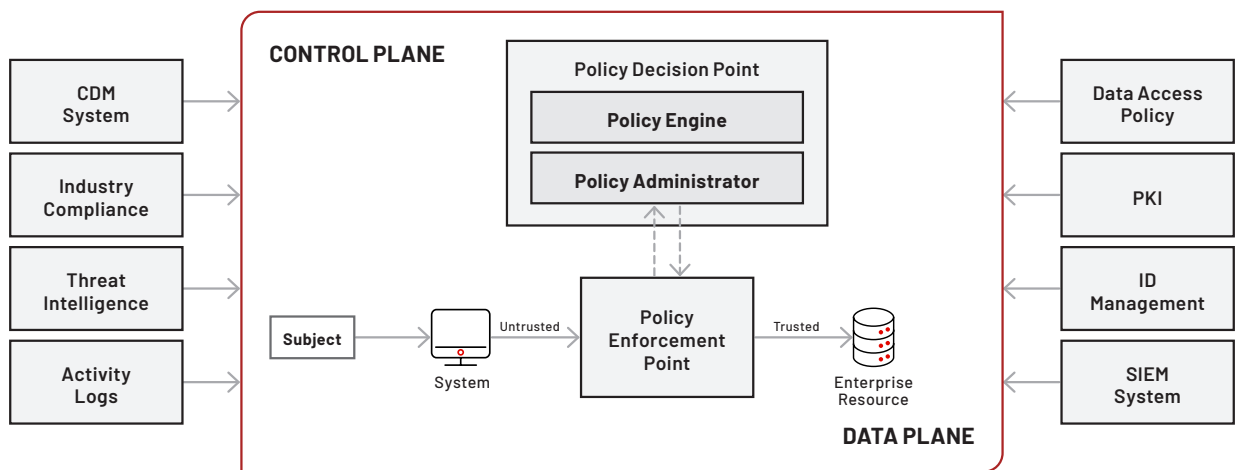 CONTROL PLANE
Policy Decision Point
Policy Engine
Policy Administrator
CDM
System
Industry
Compliance
Threat
Intelligence
Activity
Logs
Subject
System
Untrusted
Policy
Enforcement
Point
Trusted
Enterprise
Resource
DATA PLANE
Data Access
Policy
PKI
ID
Management
SIEM
System